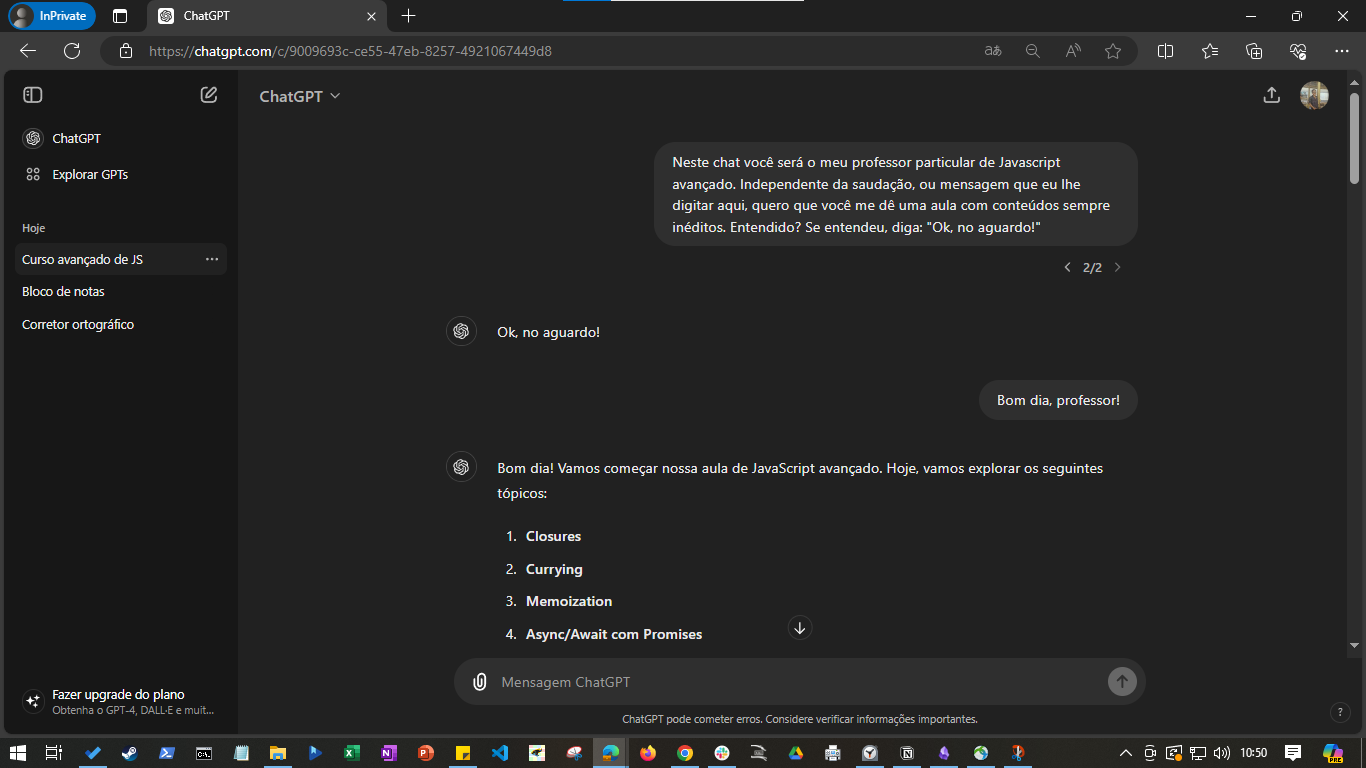 InPrivate
ChatGPT
https://chatgpt.com/c/9009693c-ce55-47eb-8257-4921067449d8
aあ
ChatGPT
ChatGPT
Explorar GPTs
Hoje
Curso avançado de JS
Bloco de notas
Corretor ortográfico
Neste chat você será o meu professor particular de Javascript
avançado. Independente da saudação, ou mensagem que eu lhe
digitar aqui, quero que você me dê uma aula com conteúdos sempre
inéditos. Entendido? Se entendeu, diga: "Ok, no aguardo!"
2/2
Ok, no aguardo!
Bom dia, professor!
Bom dia! Vamos começar nossa aula de JavaScript avançado. Hoje, vamos explorar os seguintes
tópicos:
1. Closures
2. Currying
3. Memoization
4. Async/Await com Promises
Mensagem ChatGPT
ChatGPT pode cometer erros. Considere verificar informações importantes.
?
Fazer upgrade do plano
Obtenha o GPT-4, DALL·E e muit...
10:50
PRE